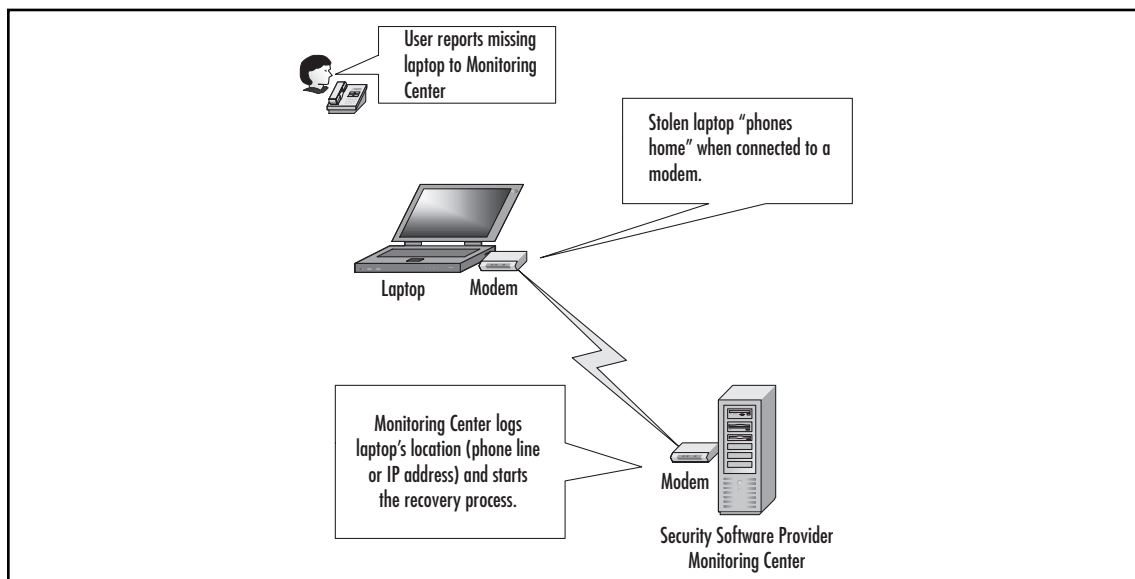 User reports missing
laptop to Monitoring
Center
Stolen laptop “phones
home” when connected to a
modem.
Laptop
Modem
Monitoring Center logs
laptop’s location (phone line
or IP address) and starts
the recovery process.
Modem
Security Software Provider
Monitoring Center